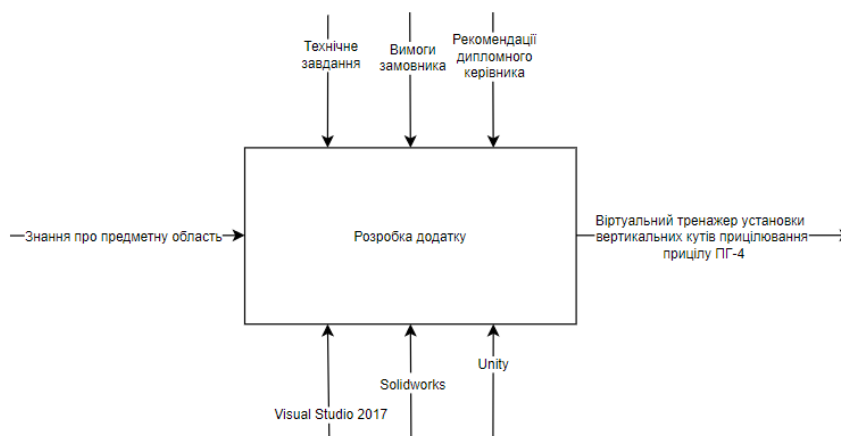 Технічне
завдання
Вимоги
замовника
Рекомендації
дипломного
керівника
Знання про предметну область
Розробка додатку
Віртуальний тренажер установки
вертикальних кутів прицілювання
прицілу ПГ-4
Visual Studio 2017
Solidworks
Unity